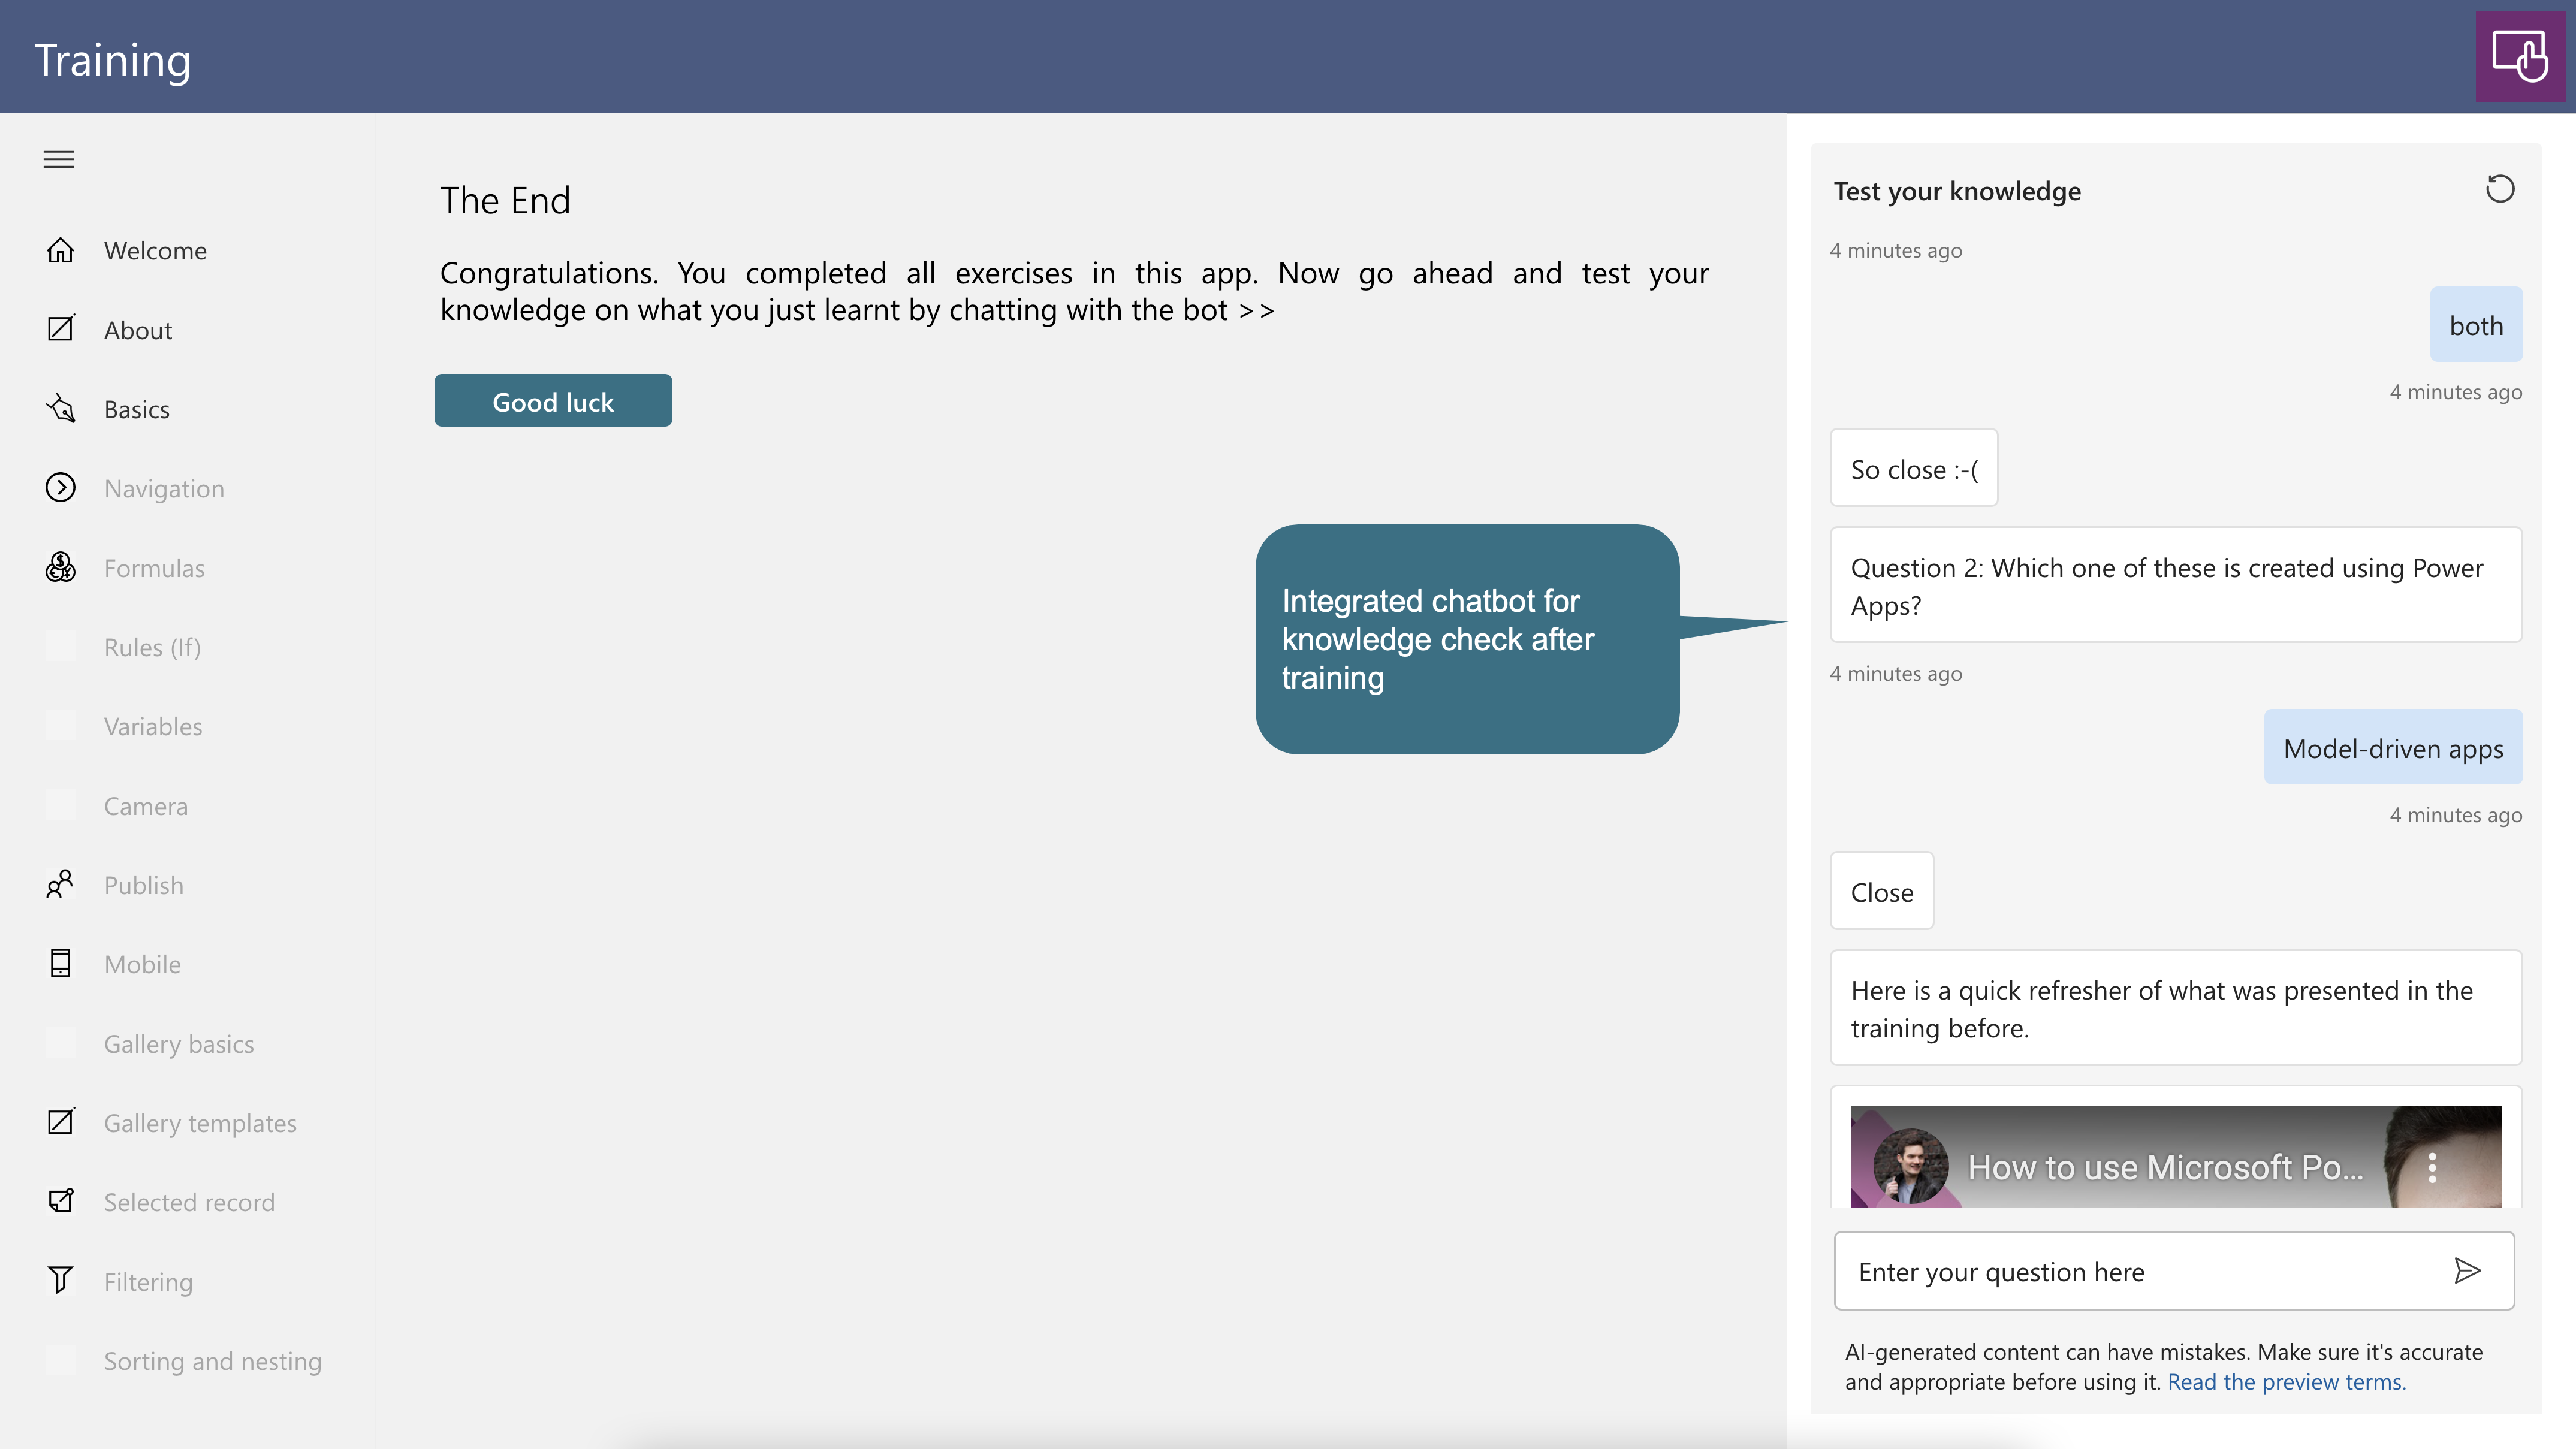 Training
Welcome
About
Basics
Navigation
Formulas
Rules (If)
Variables
Camera
Publish
Mobile
Gallery basics
Gallery templates
Selected record
Filtering
Sorting and nesting
The End
Congratulations. You completed all exercises in this app. Now go ahead and test your
knowledge on what you just learnt by chatting with the bot >>
Good luck
Integrated chatbot for
knowledge check after
training
Test your knowledge
4 minutes ago
both
4 minutes ago
So close :-(
Question 2: Which one of these is created using Power
Apps?
4 minutes ago
Model-driven apps
4 minutes ago
Close
Here is a quick refresher of what was presented in the
training before.
How to use Microsoft Po...
Enter your question here
AI-generated content can have mistakes. Make sure it's accurate
and appropriate before using it. Read the preview terms.